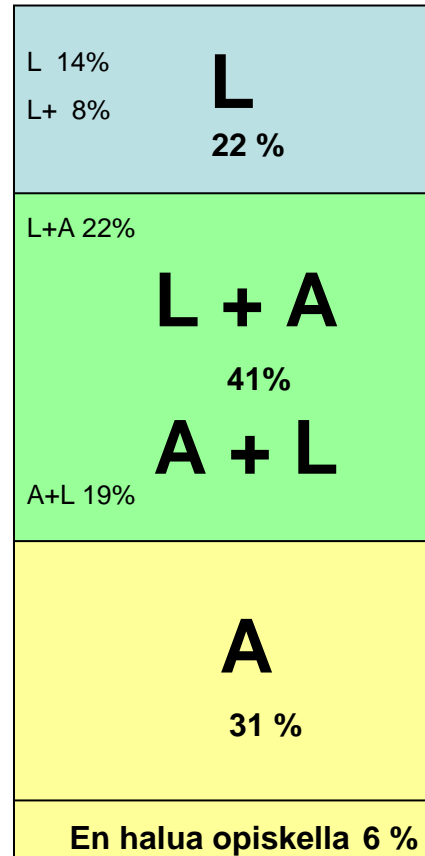 L 14%
L+ 8%
L
22 %
L+A 22%
L + A
41%
A + L
A+L 19%
A
31 %
En halua opiskella 6 %